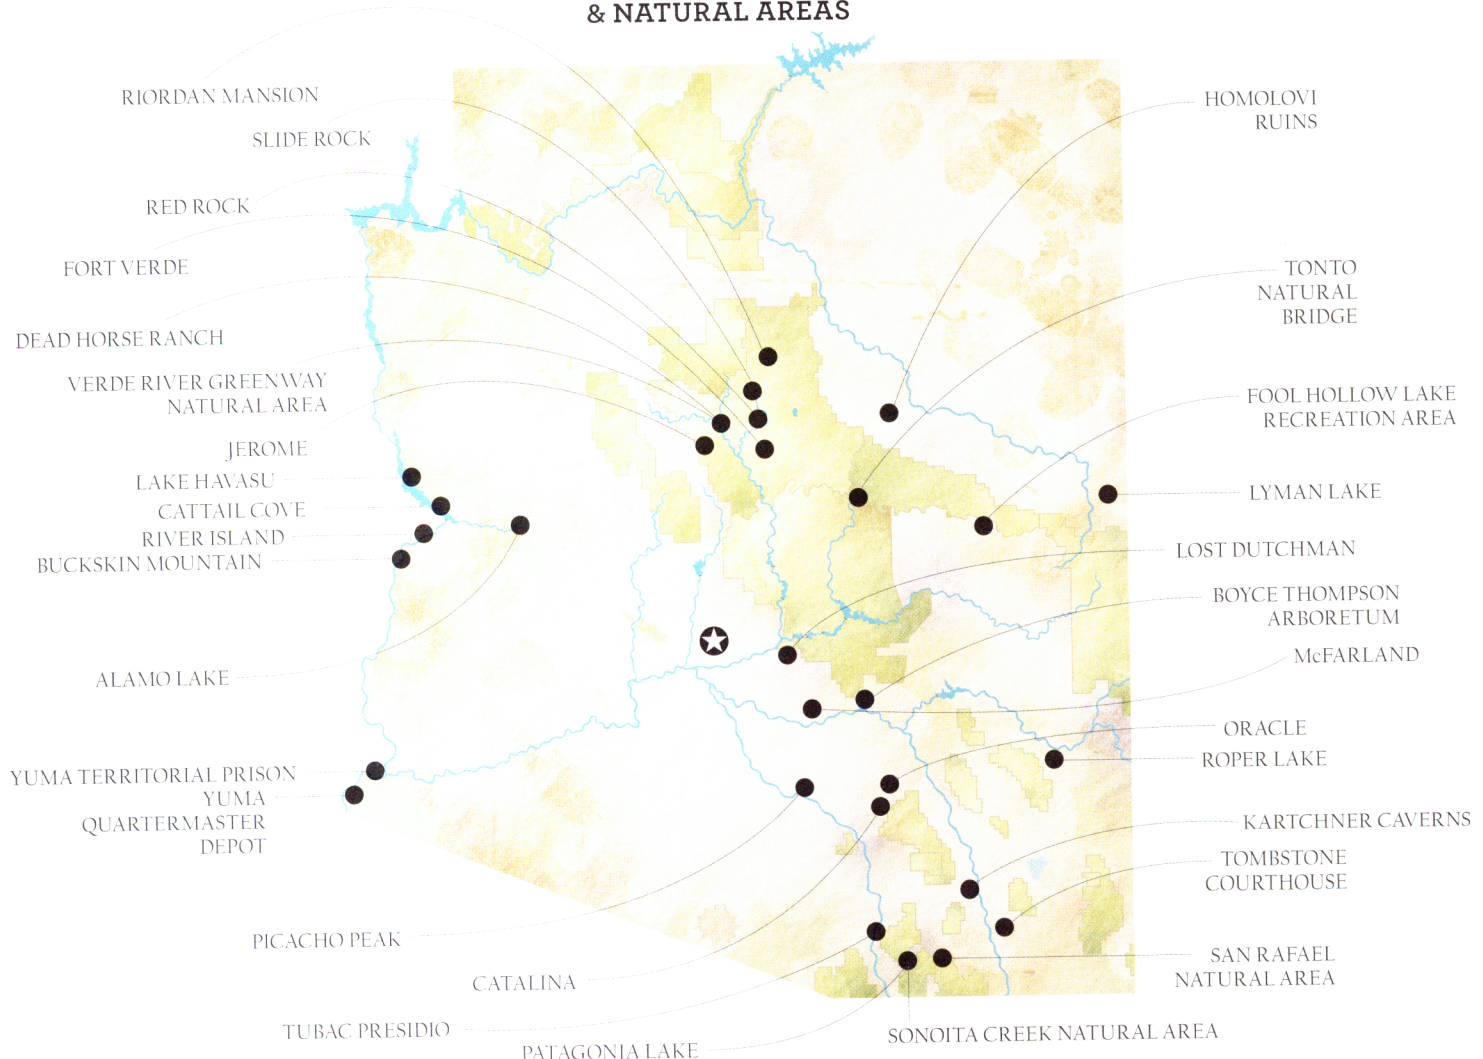 & NATURAL AREAS
RIORDAN MANSION
SLIDE ROCK
RED ROCK
FORT VERDE
DEAD HORSE RANCH
VERDE RIVER GREENWAY
NATURAL AREA
JEROME
LAKE HAVASU
CATTAIL COVE
RIVER ISLAND
BUCKSKIN MOUNTAIN
ALAMO LAKE
YUMA TERRITORIAL PRISON
YUMA
QUARTERMASTER
DEPOT
PICACHO PEAK
CATALINA
TUBAC PRESIDIO
PATAGONIA LAKE
HOMOLOVI
RUINS
TONTO
NATURAL
BRIDGE
FOOL HOLLOW LAKE
RECREATION AREA
LYMAN LAKE
LOST DUTCHMAN
BOYCE THOMPSON
ARBORETUM
McFARLAND
ORACLE
ROPER LAKE
KARTCHNER CAVERNS
TOMBSTONE
COURTHOUSE
SAN RAFAEL
NATURAL AREA
SONOITA CREEK NATURAL AREA